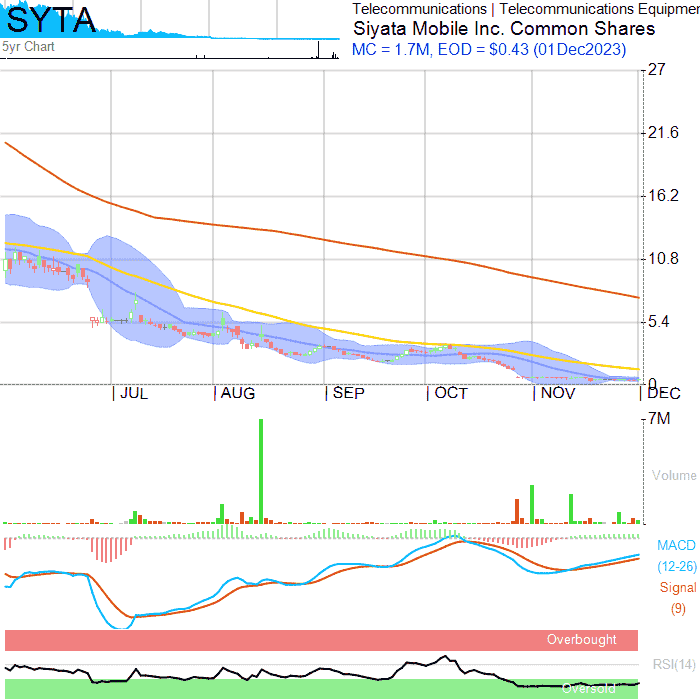 SYTA
5yr Chart
Telecommunications | Telecommunications Equipmen
Siyata Mobile Inc. Common Shares
MC = 1.7M, EOD = $0.43 (01Dec2023)
27
21.6
16.2
10.8
5.4
0
JUL AUG SEP OCT NOV DEC
7M
Volume
MACD
(12-26)
Signal
(9)
Overbought
RSI(14)
Oversold